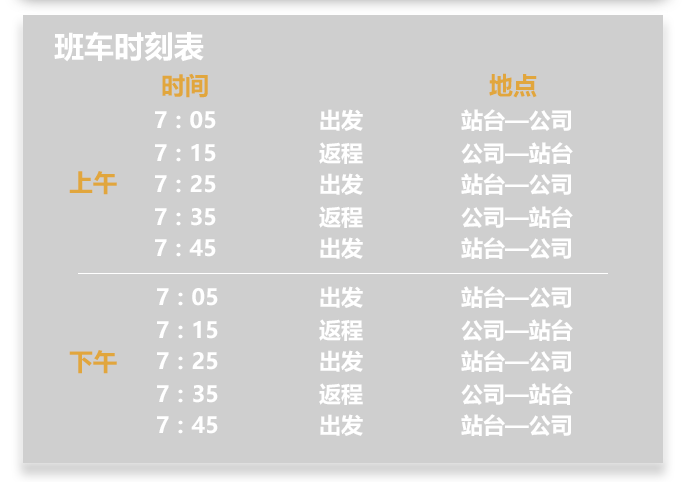 班车时刻表
时间 地点
7：05 出发 站台—公司
7：15 返程 公司—站台
上午 7：25 出发 站台—公司
7：35 返程 公司—站台
7：45 出发 站台—公司
7：05 出发 站台—公司
7：15 返程 公司—站台
下午 7：25 出发 站台—公司
7：35 返程 公司—站台
7：45 出发 站台—公司